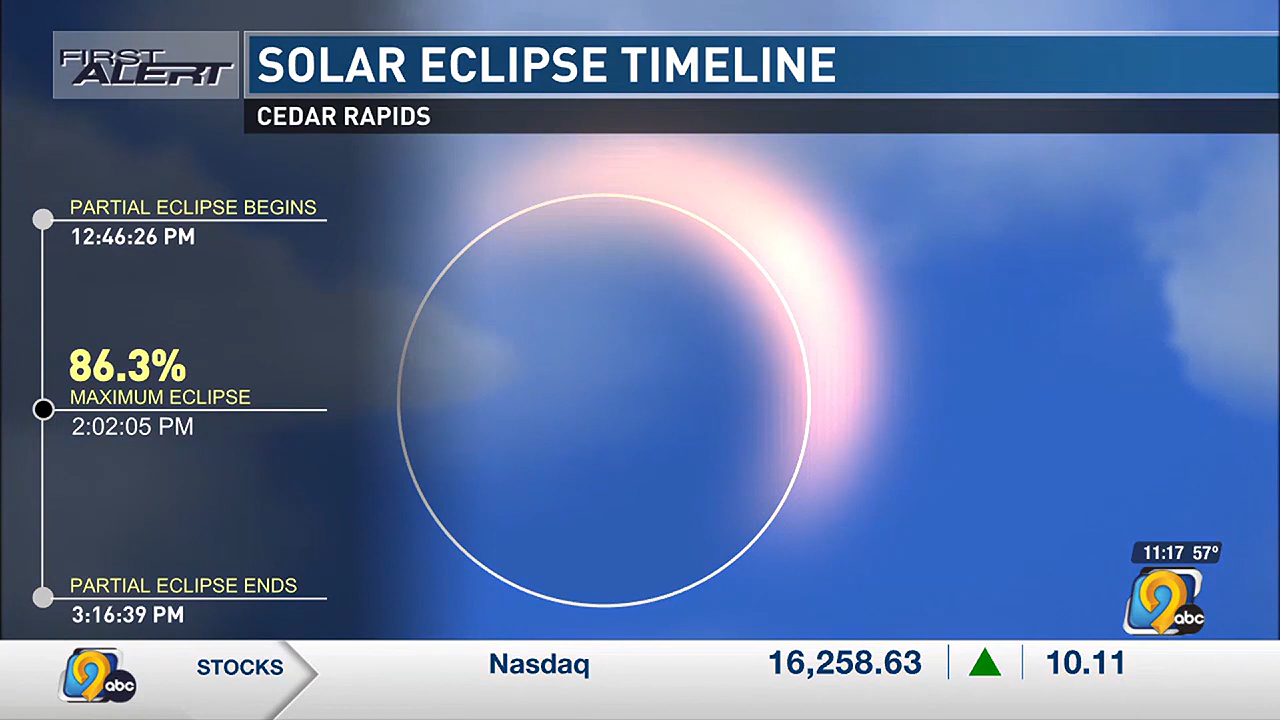 FIRST ALERT
SOLAR ECLIPSE TIMELINE
CEDAR RAPIDS
PARTIAL ECLIPSE BEGINS
12:46:26 PM
86.3%
MAXIMUM ECLIPSE
2:02:05 PM
PARTIAL ECLIPSE ENDS
3:16:39 PM
11:17 57°
9 abc
9 abc STOCKS Nasdaq 16,258.63 10.11